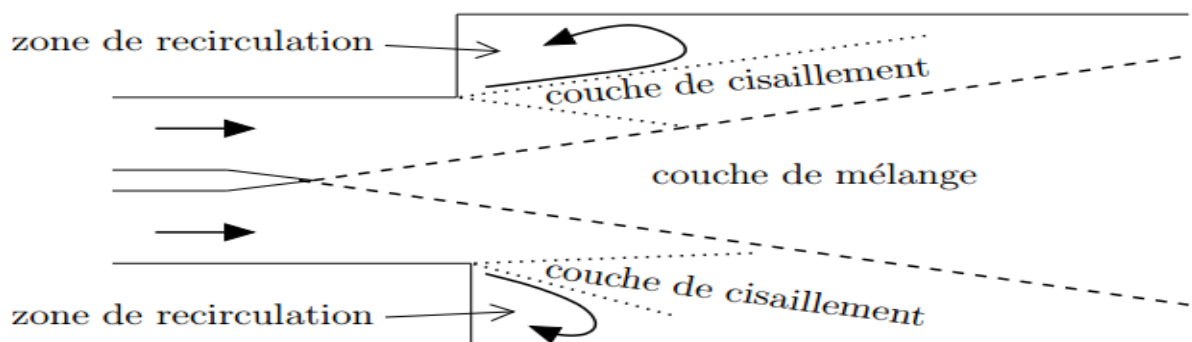 zone de recirculation
couche de cisaillement
couche de mélange
couche de cisaillement
zone de recirculation